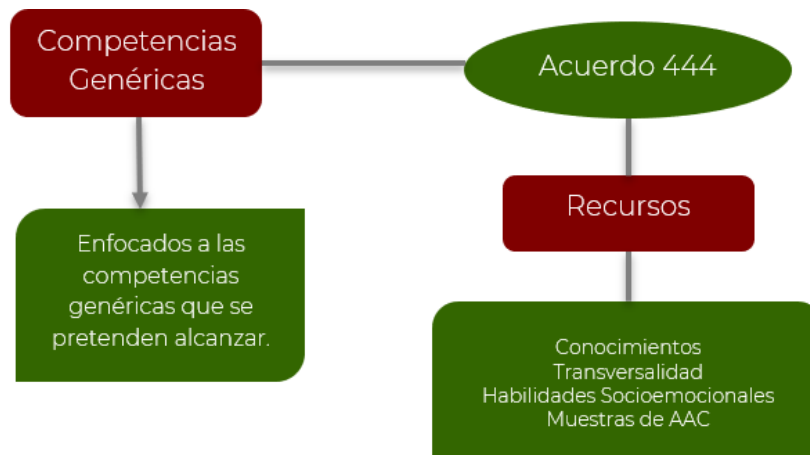 Competencias
Genéricas
Acuerdo 444
Enfocados a las
competencias
genéricas que se
pretenden alcanzar.
Recursos
Conocimientos
Transversalidad
Habilidades Socioemocionales
Muestras de AAC